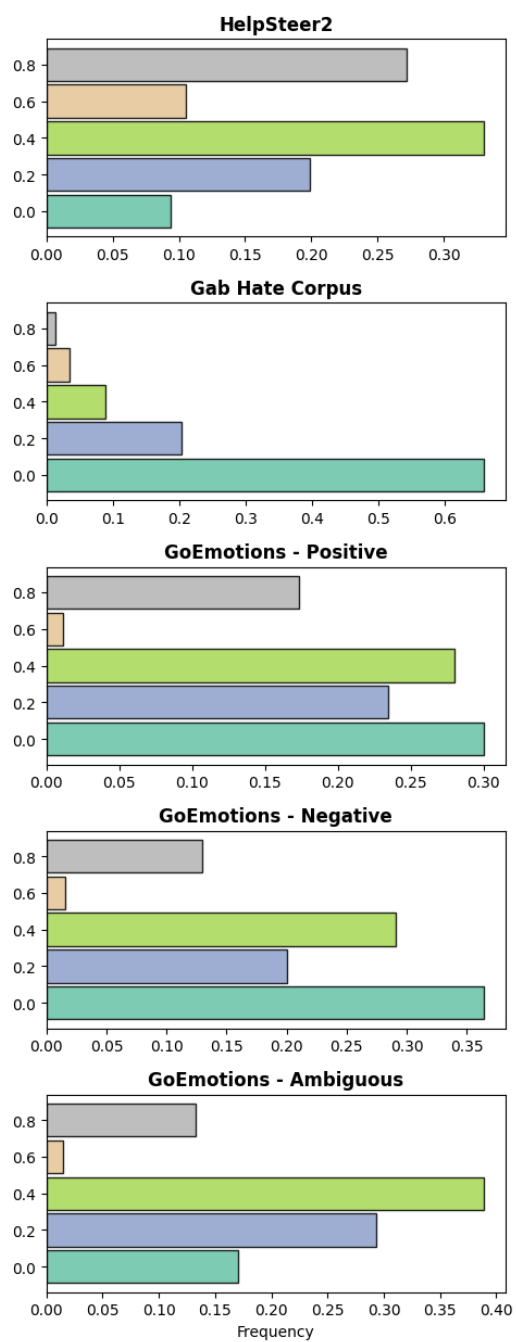 HelpSteer2
0.8
0.6
0.4
0.2
0.0
0.00 0.05 0.10 0.15 0.20 0.25 0.30
Gab Hate Corpus
0.8
0.6
0.4
0.2
0.0
0.0 0.1 0.2 0.3 0.4 0.5 0.6
GoEmotions - Positive
0.8
0.6
0.4
0.2
0.0
0.00 0.05 0.10 0.15 0.20 0.25 0.30
GoEmotions - Negative
0.8
0.6
0.4
0.2
0.0
0.00 0.05 0.10 0.15 0.20 0.25 0.30 0.35
GoEmotions - Ambiguous
0.8
0.6
0.4
0.2
0.0
0.00 0.05 0.10 0.15 0.20 0.25 0.30 0.35 0.40
Frequency